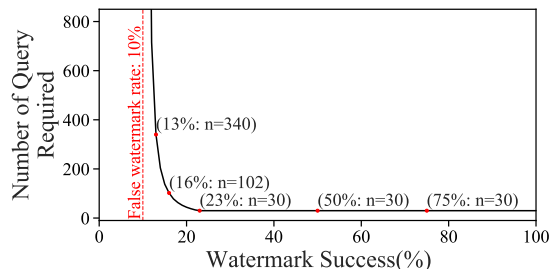 Number of Query
Required
800
600
400
200
0
False watermark rate: 10%
(13%: n=340)
(16%: n=102)
(23%: n=30)
(50%: n=30)
(75%: n=30)
0
20
40
60
80
100
Watermark Success(%)